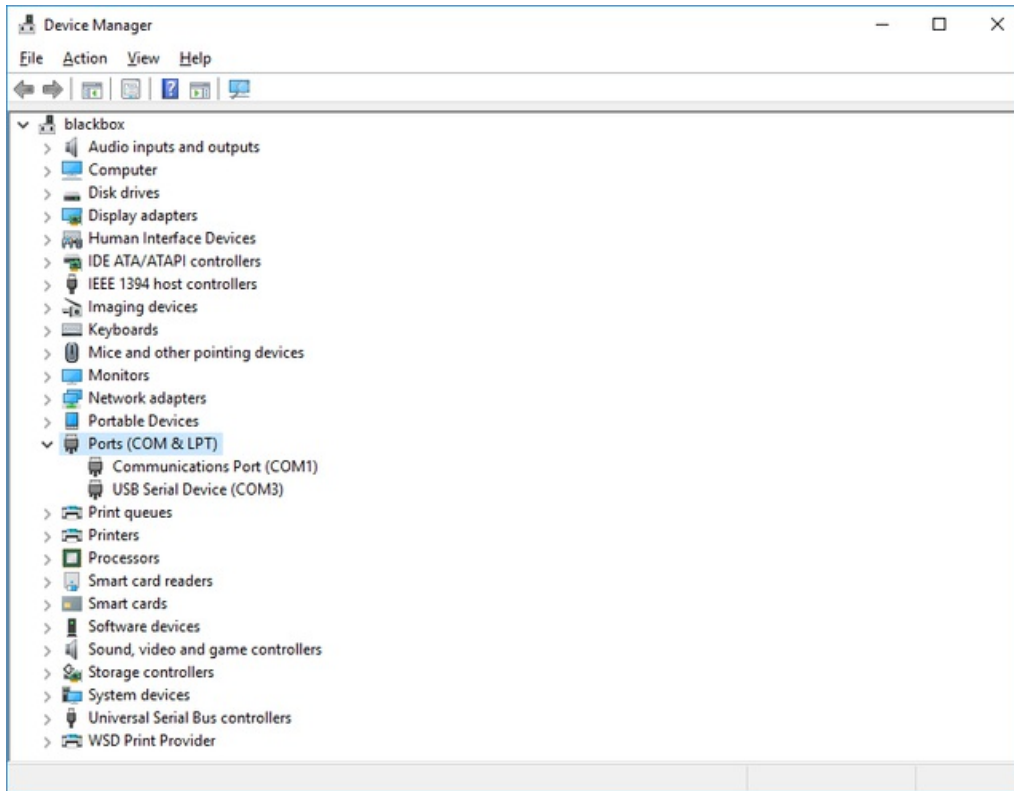 Device Manager
File Action View Help
blackbox
Audio inputs and outputs
Computer
Disk drives
Display adapters
Human Interface Devices
IDE ATA/ATAPI controllers
IEEE 1394 host controllers
Imaging devices
Keyboards
Mice and other pointing devices
Monitors
Network adapters
Portable Devices
Ports (COM & LPT)
Communications Port (COM1)
USB Serial Device (COM3)
Print queues
Printers
Processors
Smart card readers
Smart cards
Software devices
Sound, video and game controllers
Storage controllers
System devices
Universal Serial Bus controllers
WSD Print Provider